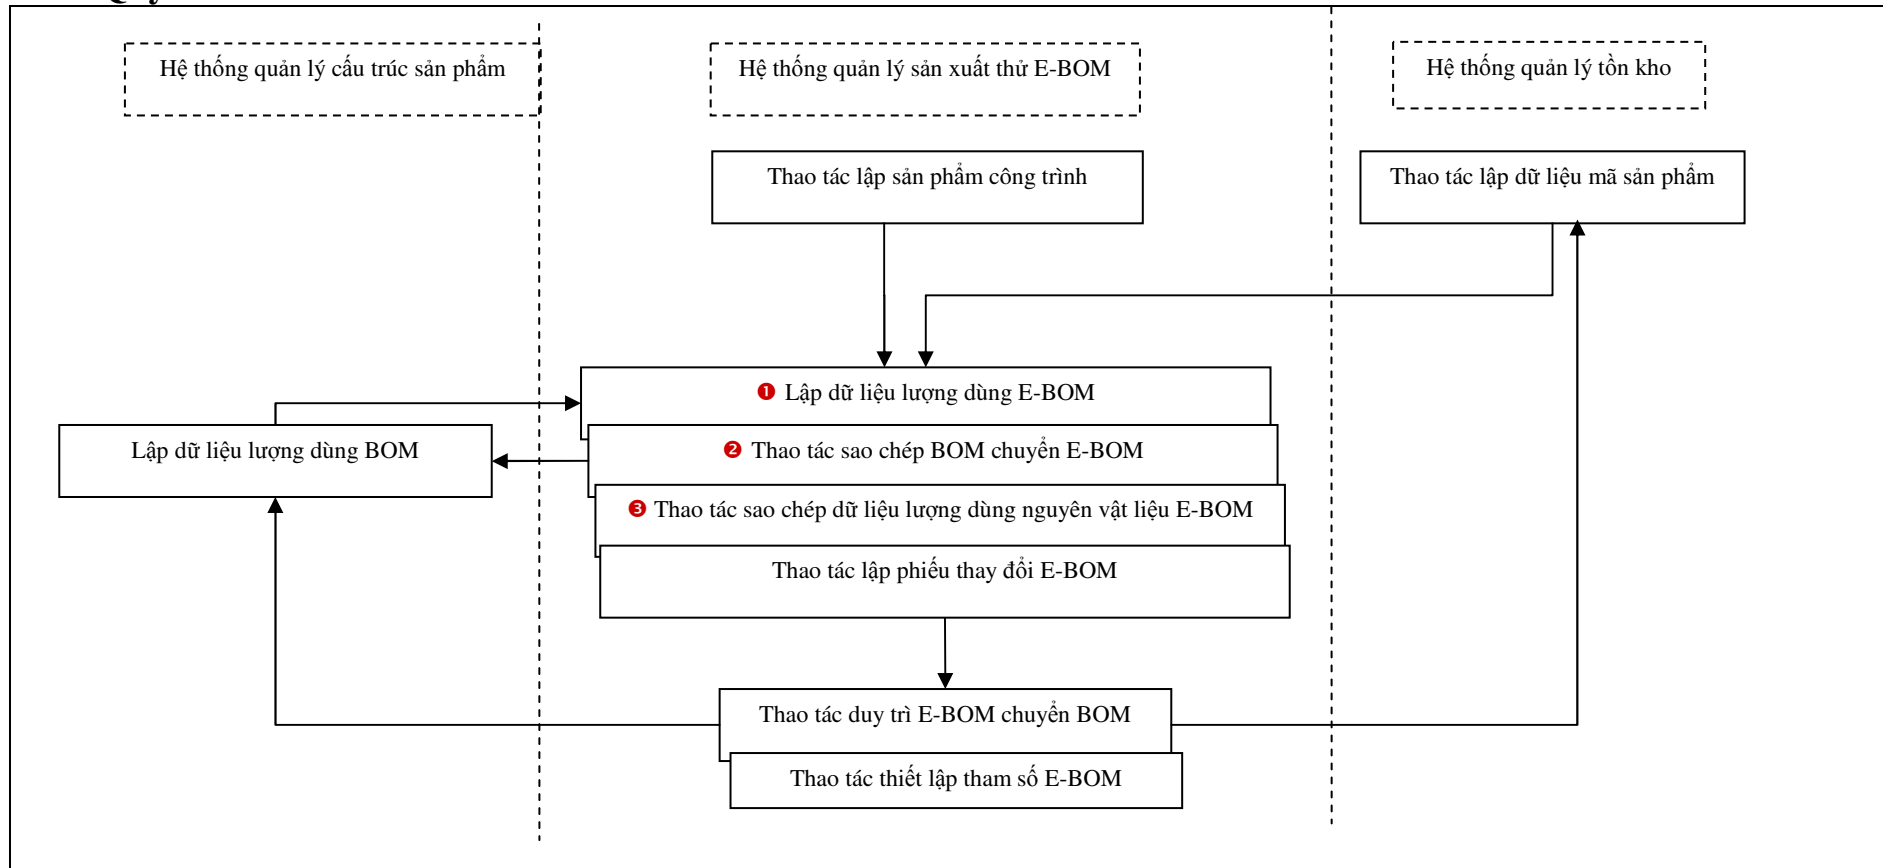 Hệ thống quản lý cấu trúc sản phẩm
Hệ thống quản lý sản xuất thử E-BOM
Hệ thống quản lý tồn kho
Thao tác lập sản phẩm công trình
Thao tác lập dữ liệu mã sản phẩm
❶ Lập dữ liệu lượng dùng E-BOM
Lập dữ liệu lượng dùng BOM
❷ Thao tác sao chép BOM chuyển E-BOM
❸ Thao tác sao chép dữ liệu lượng dùng nguyên vật liệu E-BOM
Thao tác lập phiếu thay đổi E-BOM
Thao tác duy trì E-BOM chuyển BOM
Thao tác thiết lập tham số E-BOM